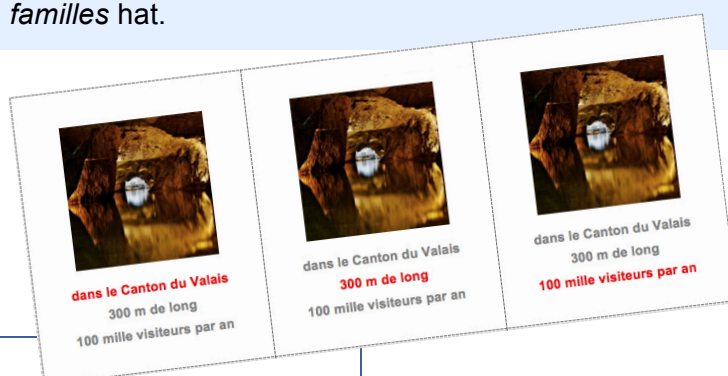 familles hat.
dans le Canton du Valais
300 m de long
100 mille visiteurs par an
dans le Canton du Valais
300 m de long
100 mille visiteurs par an
dans le Canton du Valais
300 m de long
100 mille visiteurs par an